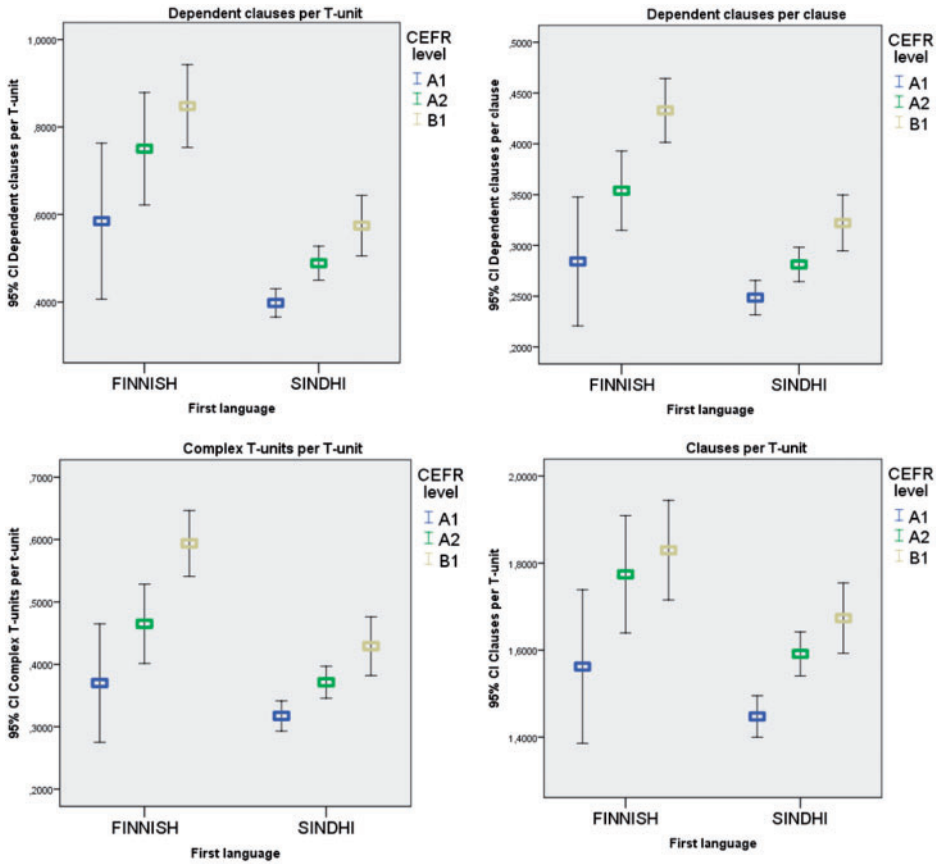 Dependent clauses per T-unit
95% CI Dependent clauses per T-unit
1,0000
,8000
,6000
,4000
FINNISH
SINDHI
First language
CEFR
level
A1
A2
B1
Dependent clauses per clause
95% CI Dependent clauses per clause
,5000
,4500
,4000
,3500
,3000
,2500
,2000
FINNISH
SINDHI
First language
CEFR
level
A1
A2
B1
Complex T-units per T-unit
95% CI Complex T-units per t-unit
,7000
,6000
,5000
,4000
,3000
,2000
FINNISH
SINDHI
First language
CEFR
level
A1
A2
B1
Clauses per T-unit
95% CI Clauses per T-unit
2,0000
1,8000
1,6000
1,4000
FINNISH
SINDHI
First language
CEFR
level
A1
A2
B1